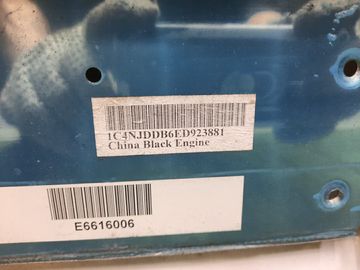 1C4NJDDB6ED923881
China Black Engine
E6616006